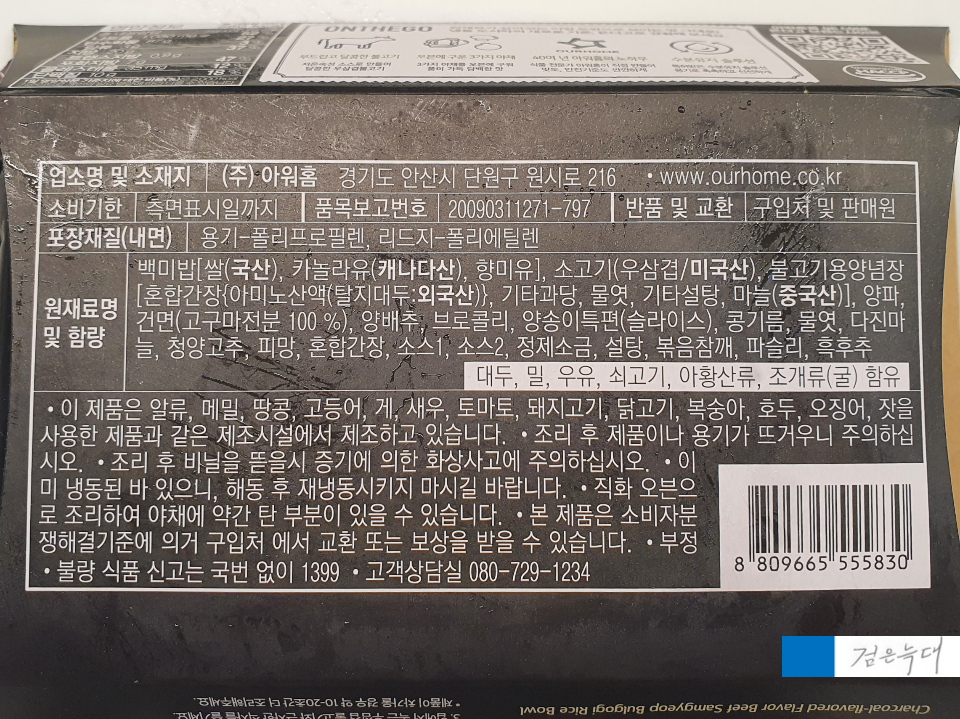 ONTHEGO
OURHOME
업소명 및 소재지 (주) 아워홈 경기도 안산시 단원구 원시로 216 • www.ourhome.co.kr
소비기한 측면표시일까지 품목보고번호 20090311271-797 반품 및 교환 구입처 및 판매원
포장재질(내면) 용기-폴리프로필렌, 리드지-폴리에틸렌
원재료명 및 함량
백미밥[쌀(국산), 카놀라유(캐나다산), 향미유], 소고기(우삼겹/미국산), 불고기용양념장
[혼합간장{아미노산액(탈지대두:외국산)}, 기타과당, 물엿, 기타설탕, 마늘(중국산)], 양파,
건면(고구마전분 100 %), 양배추, 브로콜리, 양송이특편(슬라이스), 콩기름, 물엿, 다진마
늘, 청양고추, 피망, 혼합간장, 소스1, 소스2, 정제소금, 설탕, 볶음참깨, 파슬리, 흑후추
대두, 밀, 우유, 쇠고기, 아황산류, 조개류(굴) 함유
• 이 제품은 알류, 메밀, 땅콩, 고등어, 게, 새우, 토마토, 돼지고기, 닭고기, 복숭아, 호두, 오징어, 잣을
사용한 제품과 같은 제조시설에서 제조하고 있습니다. • 조리 후 제품이나 용기가 뜨거우니 주의하십
시오. • 조리 후 비닐을 뜯을시 증기에 의한 화상사고에 주의하십시오. • 이
미 냉동된 바 있으니, 해동 후 재냉동시키지 마시길 바랍니다. • 직화 오븐으
로 조리하여 야채에 약간 탄 부분이 있을 수 있습니다. • 본 제품은 소비자분
쟁해결기준에 의거 구입처 에서 교환 또는 보상을 받을 수 있습니다. • 부정
• 불량 식품 신고는 국번 없이 1399 • 고객상담실 080-729-1234
8 809665 555830
검은늑대
Charcoal-flavored Flavor Beef Samgyeop Bulgogi Rice Bowl